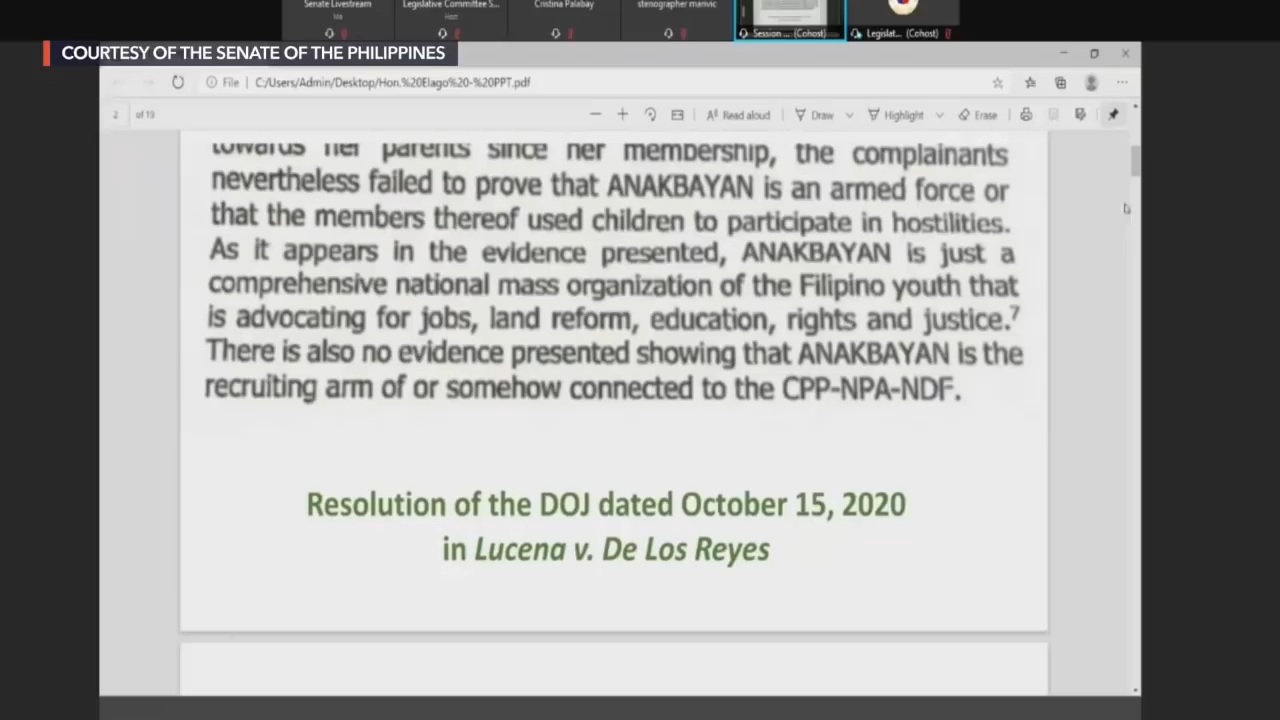 Senate Livestream
Legislative Committee S...
Cristina Palabay
stenographer marivic
Me
Host
Session ... (Cohost)
Legislat... (Cohost)
COURTESY OF THE SENATE OF THE PHILIPPINES
File | C:/Users/Admin/Desktop/Hon.%20Elago%20-%20PPT.pdf
2 of 13
Read aloud
Draw
Highlight
Erase
towards her parents since her membership, the complainants
nevertheless failed to prove that ANAKBAYAN is an armed force or
that the members thereof used children to participate in hostilities.
As it appears in the evidence presented, ANAKBAYAN is just a
comprehensive national mass organization of the Filipino youth that
is advocating for jobs, land reform, education, rights and justice.⁷
There is also no evidence presented showing that ANAKBAYAN is the
recruiting arm of or somehow connected to the CPP-NPA-NDF.
Resolution of the DOJ dated October 15, 2020
in Lucena v. De Los Reyes